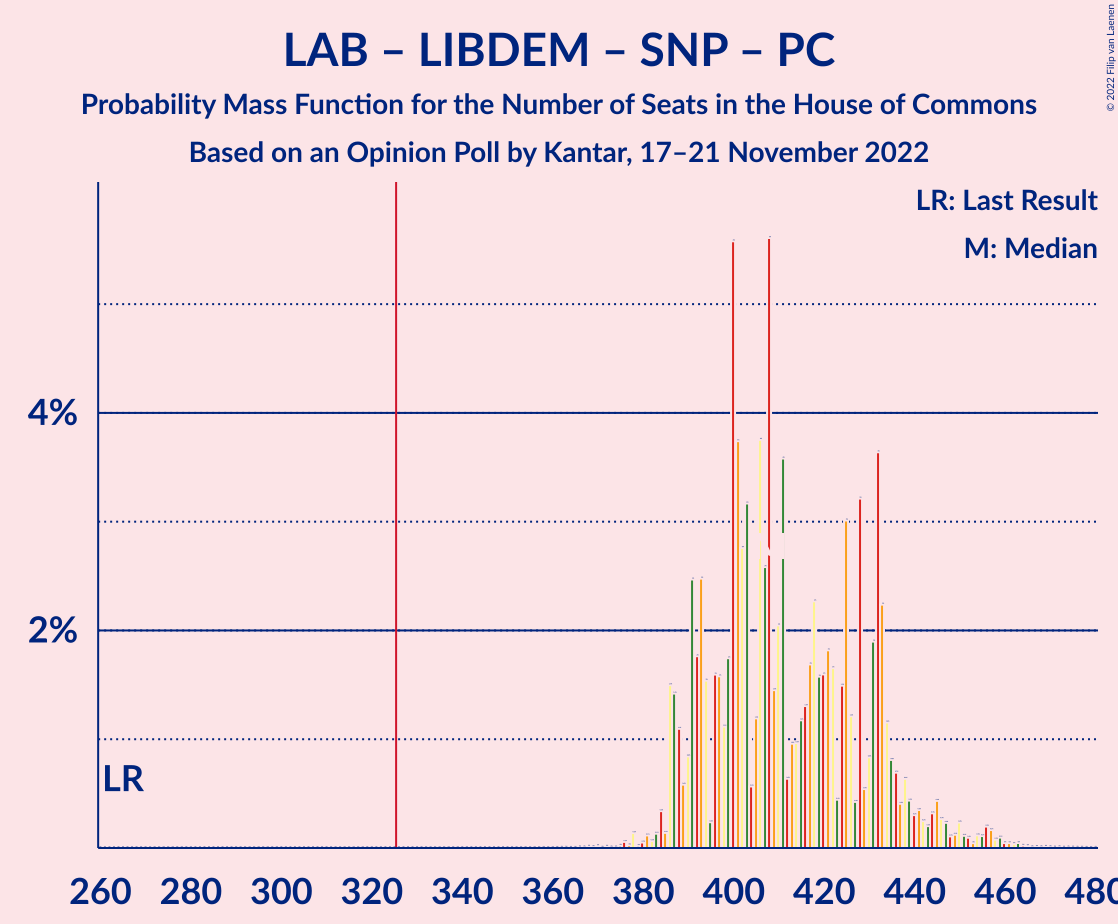 LAB – LIBDEM – SNP – PC
Probability Mass Function for the Number of Seats in the House of Commons
Based on an Opinion Poll by Kantar, 17–21 November 2022
© 2022 Filip van Laenen
LR: Last Result
M: Median
4%
2%
LR
260 280 300 320 340 360 380 400 420 440 460 480